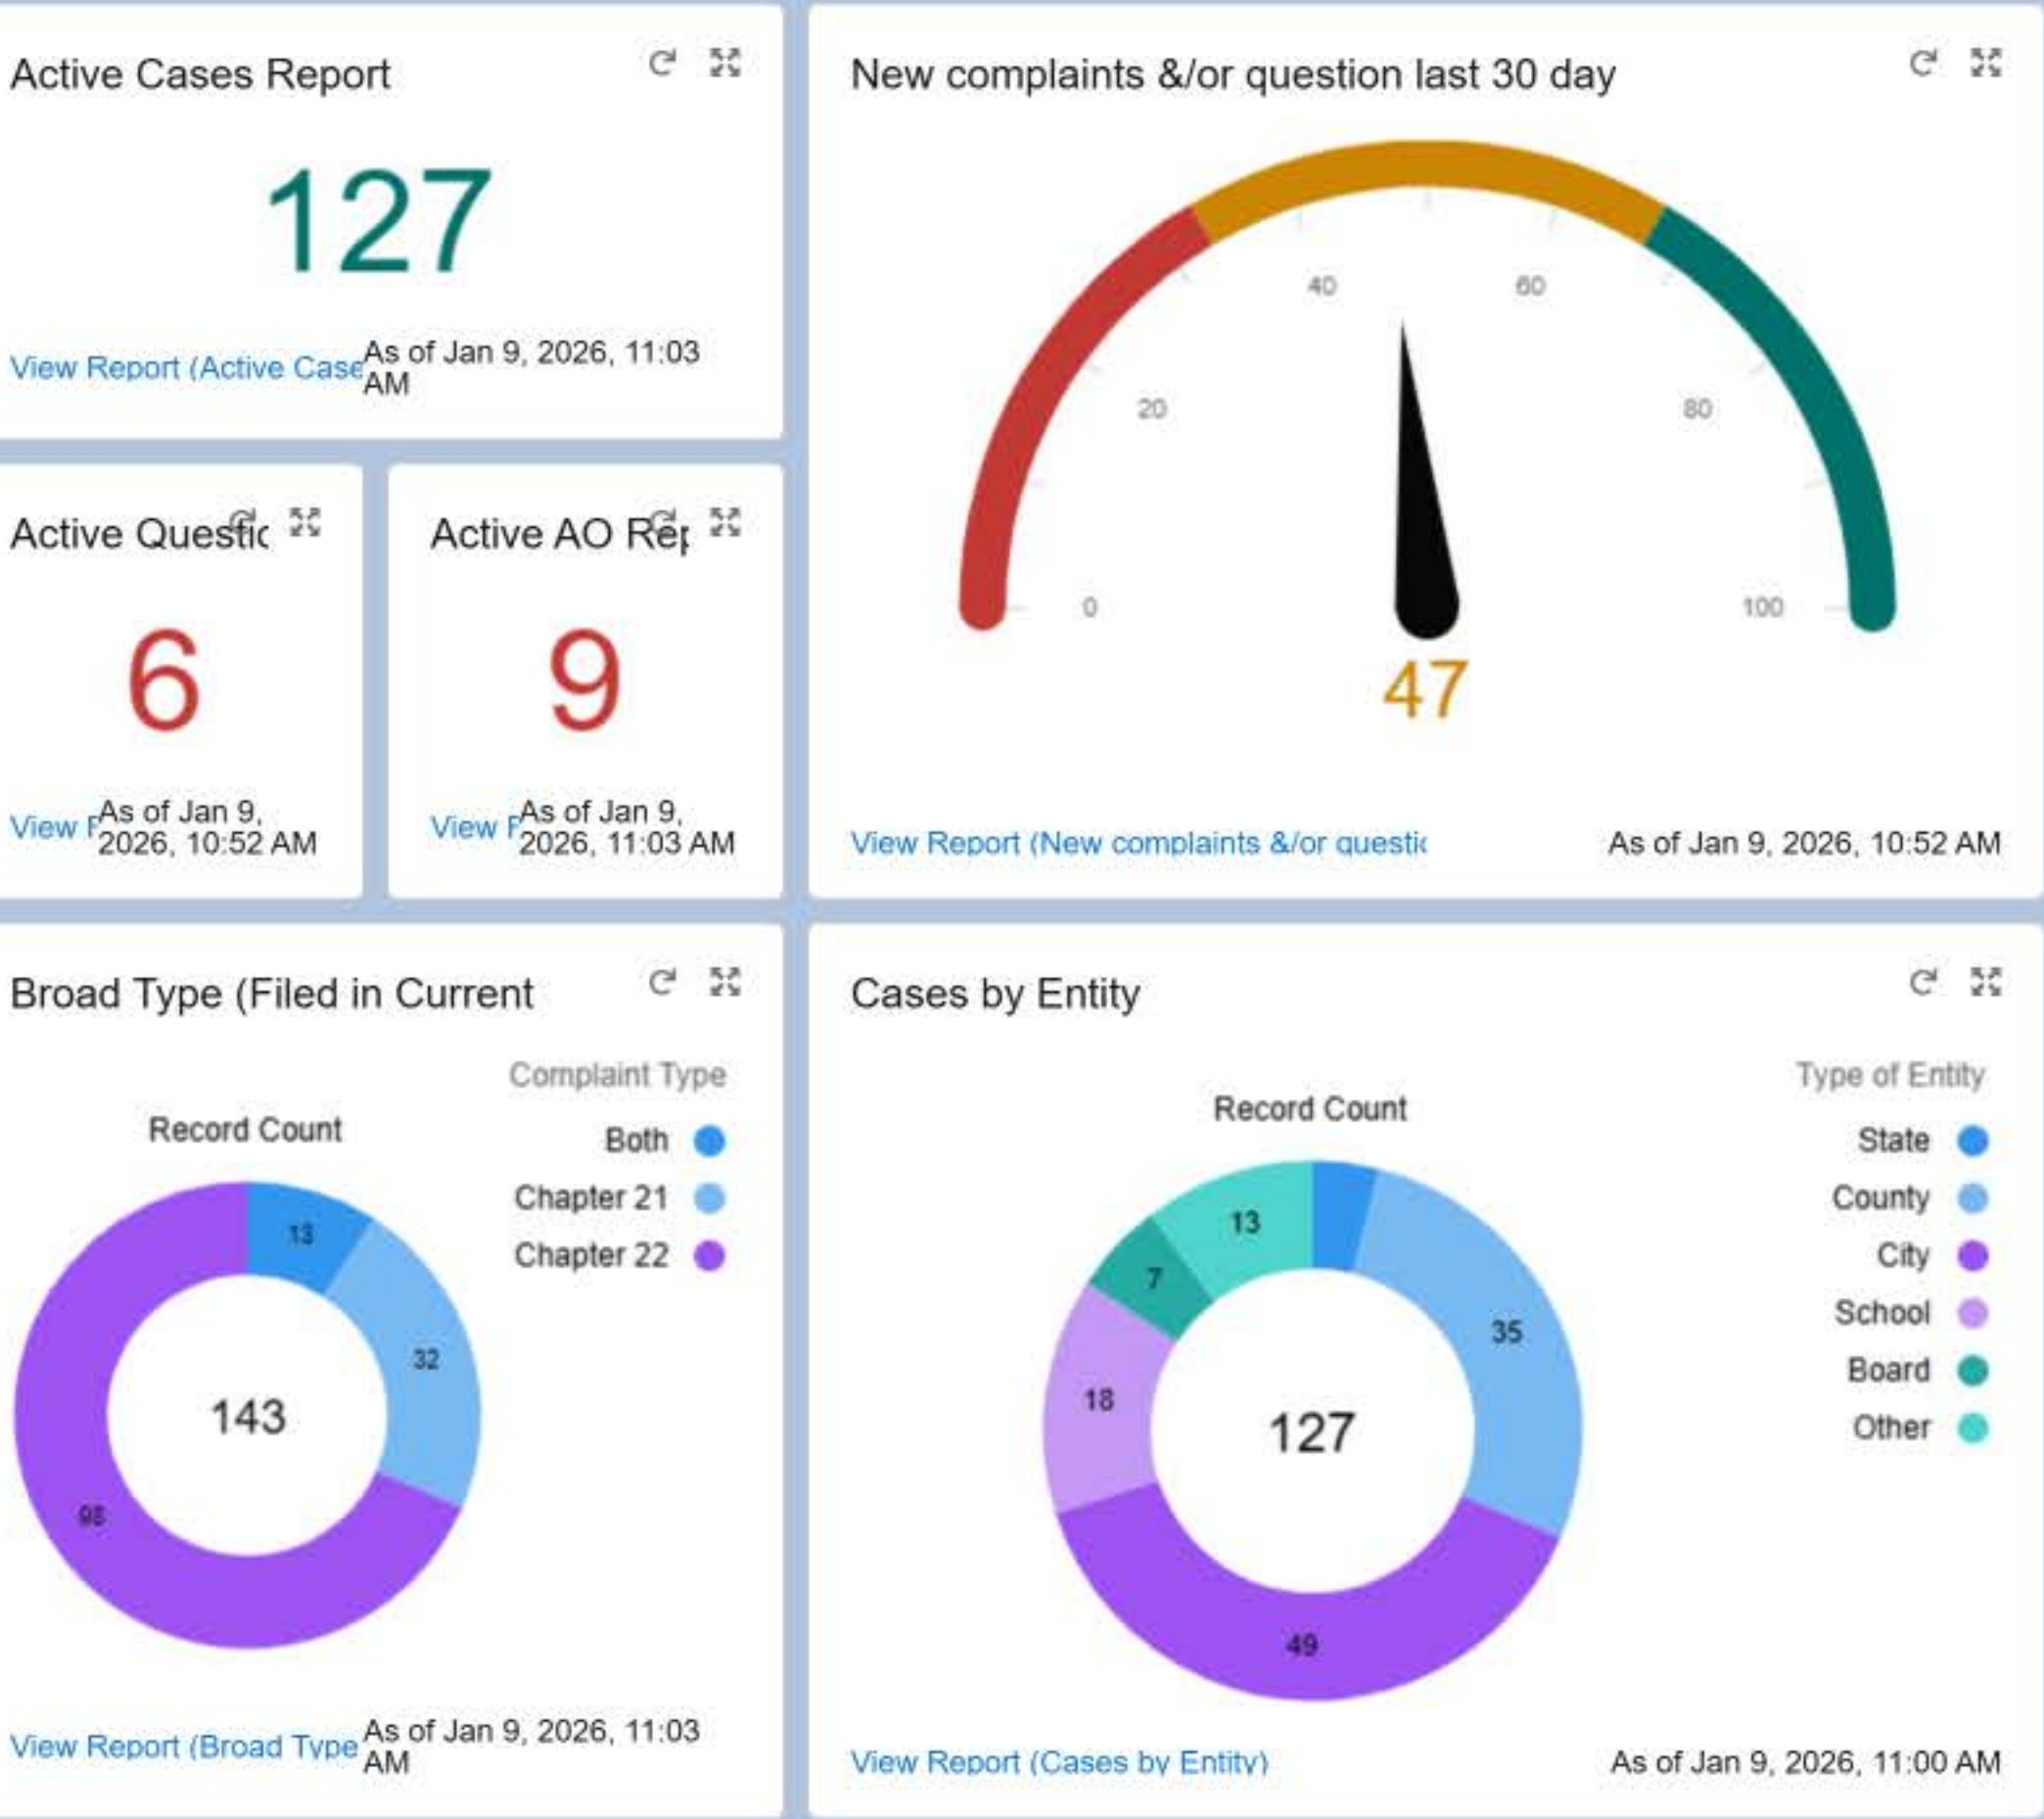 Active Cases Report
127
View Report (Active Case
As of Jan 9, 2026, 11:03
AM
New complaints &/or question last 30 day
0
20
40
60
80
100
47
View Report (New complaints &/or questic
As of Jan 9, 2026, 10:52 AM
Active Questic
6
View F
As of Jan 9,
2026, 10:52 AM
Active AO Rep
9
View F
As of Jan 9,
2026, 11:03 AM
Broad Type (Filed in Current
Complaint Type
Both
Chapter 21
Chapter 22
Record Count
13
32
98
143
View Report (Broad Type
As of Jan 9, 2026, 11:03
AM
Cases by Entity
Type of Entity
State
County
City
School
Board
Other
Record Count
13
7
35
18
127
49
View Report (Cases by Entity)
As of Jan 9, 2026, 11:00 AM